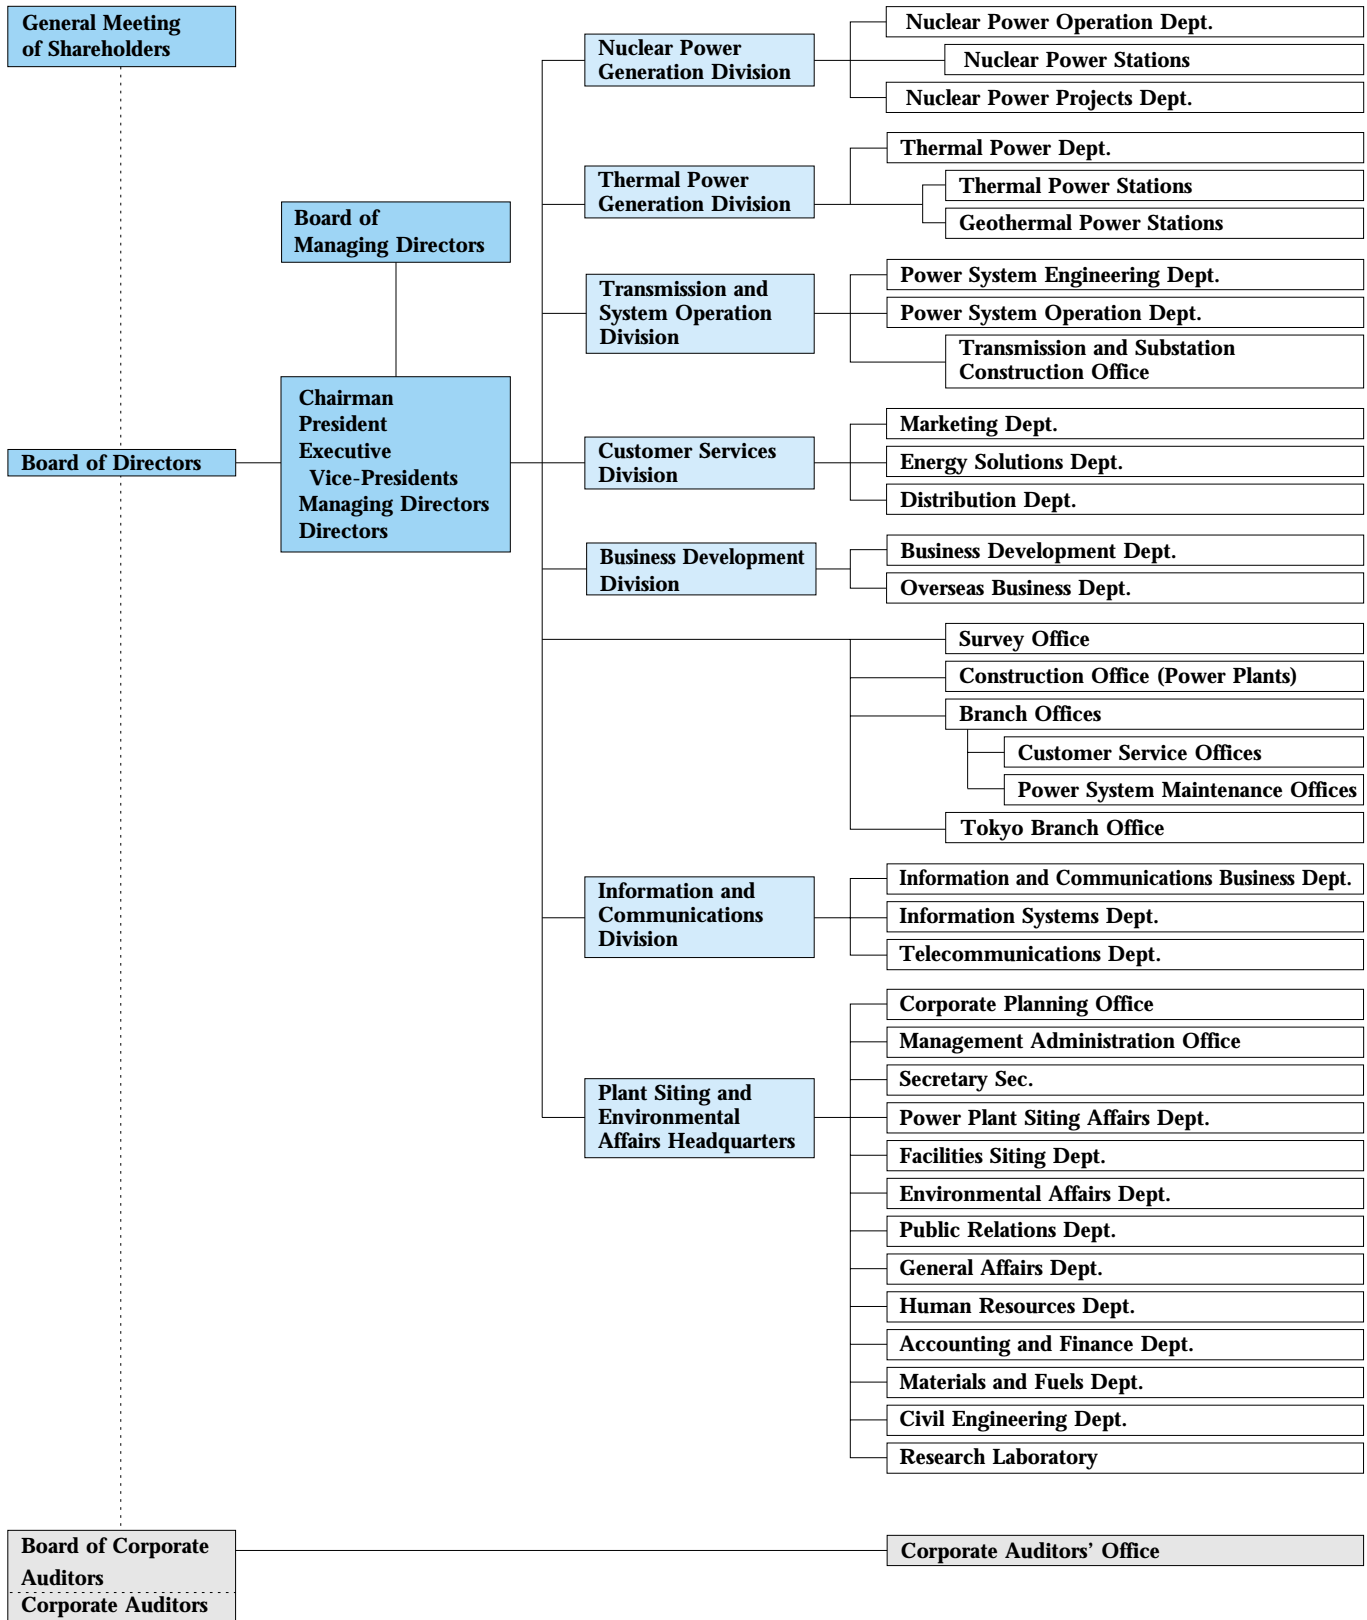 General Meeting
of Shareholders
Board of Directors
Board of
Managing Directors
Chairman
President
Executive
Vice-Presidents
Managing Directors
Directors
Nuclear Power
Generation Division
Nuclear Power Operation Dept.
Nuclear Power Stations
Nuclear Power Projects Dept.
Thermal Power
Generation Division
Thermal Power Dept.
Thermal Power Stations
Geothermal Power Stations
Transmission and
System Operation
Division
Power System Engineering Dept.
Power System Operation Dept.
Transmission and Substation
Construction Office
Customer Services
Division
Marketing Dept.
Energy Solutions Dept.
Distribution Dept.
Business Development
Division
Business Development Dept.
Overseas Business Dept.
Survey Office
Construction Office (Power Plants)
Branch Offices
Customer Service Offices
Power System Maintenance Offices
Tokyo Branch Office
Information and
Communications
Division
Information and Communications Business Dept.
Information Systems Dept.
Telecommunications Dept.
Plant Siting and
Environmental
Affairs Headquarters
Corporate Planning Office
Management Administration Office
Secretary Sec.
Power Plant Siting Affairs Dept.
Facilities Siting Dept.
Environmental Affairs Dept.
Public Relations Dept.
General Affairs Dept.
Human Resources Dept.
Accounting and Finance Dept.
Materials and Fuels Dept.
Civil Engineering Dept.
Research Laboratory
Board of Corporate
Auditors
Corporate Auditors
Corporate Auditors’ Office